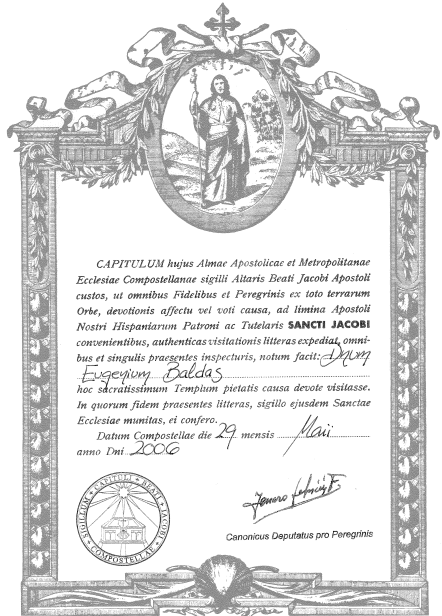 CAPITULUM hujus Almae Apostolicae et Metropolitanae
Ecclesiae Compostellanae sigilli Altaris Beati Jacobi Apostoli
custos, ut omnibus Fidelibus et Peregrinis ex toto terrarum
Orbe, devotionis affectu vel voti causa, ad limina Apostoli
Nostri Hispaniarum Patroni ac Tutelaris SANCTI JACOBI
convenientibus, authenticas visitationis litteras expediat, omni-
bus et singulis praesentes inspecturis, notum facit: Dnum
Eugenium Baldas
hoc sacratissimum Templum pietatis causa devote visitasse.
In quorum fidem praesentes litteras, sigillo ejusdem Sanctae
Ecclesiae munitas, ei confero.
Datum Compostellae die 29 mensis Maii
anno Dni 2006
Canonicus Deputatus pro Peregrinis
SIGILLUM CAPITULI BEATI JACOBI COMPOSTELLAE